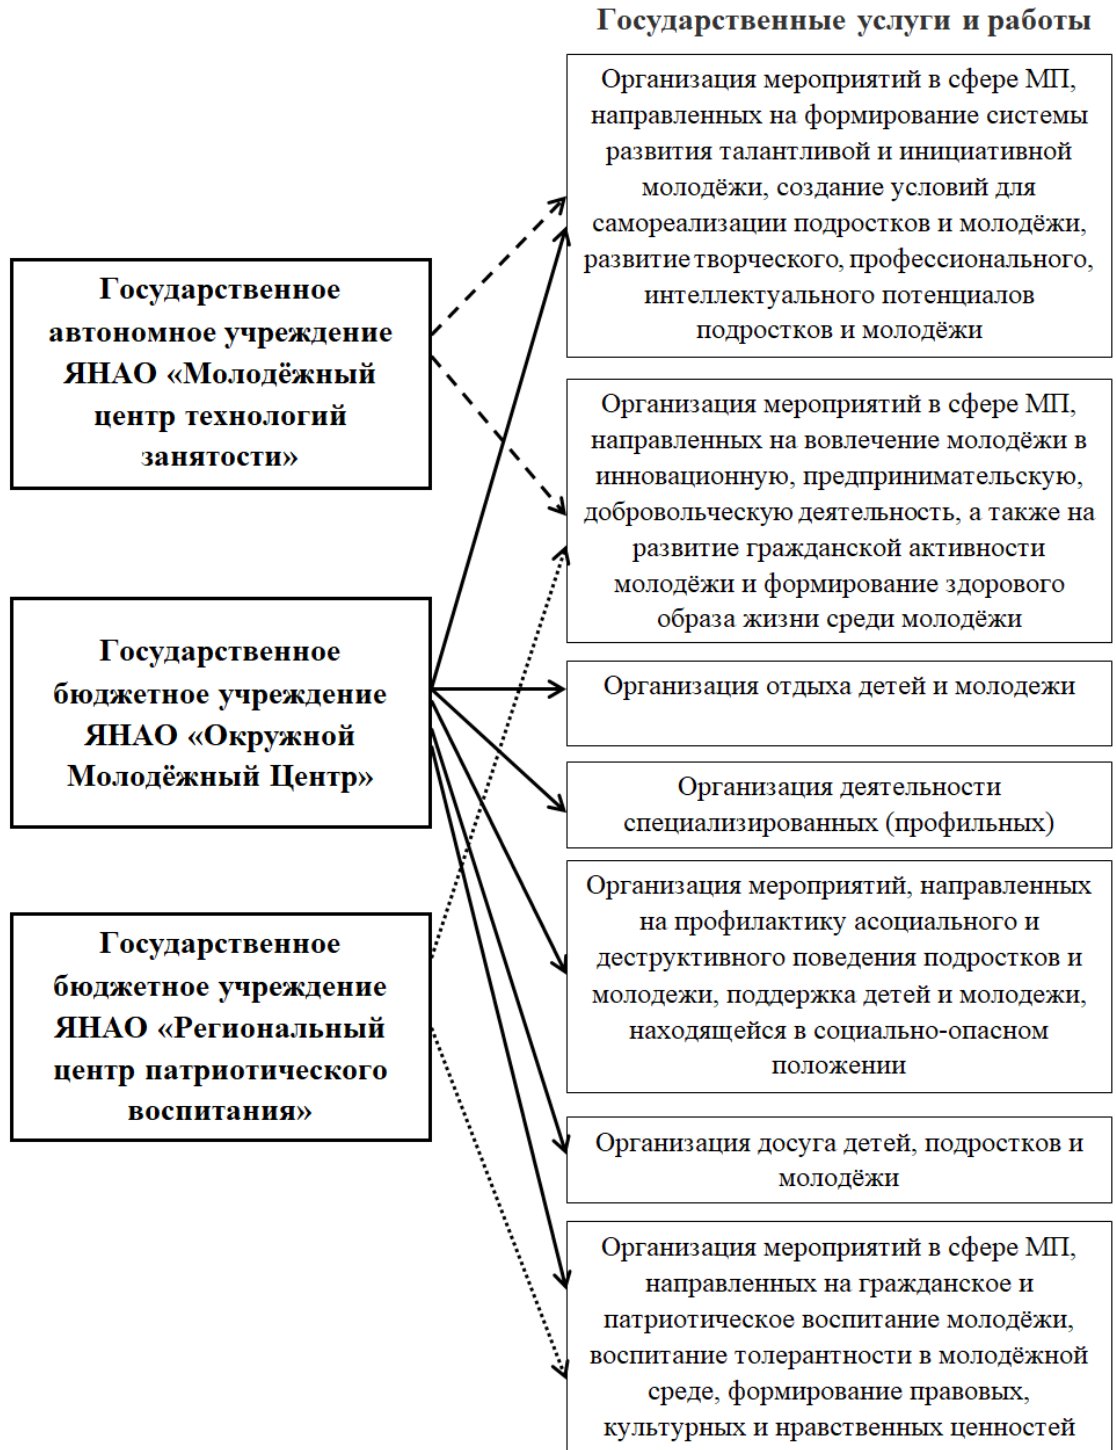 Государственные услуги и работы
Организация мероприятий в сфере МП,
направленных на формирование системы
развития талантливой и инициативной
молодёжи, создание условий для
самореализации подростков и молодёжи,
развитие творческого, профессионального,
интеллектуального потенциалов
подростков и молодёжи
Государственное
автономное учреждение
ЯНАО «Молодёжный
центр технологий
занятости»
Организация мероприятий в сфере МП,
направленных на вовлечение молодёжи в
инновационную, предпринимательскую,
добровольческую деятельность, а также на
развитие гражданской активности
молодёжи и формирование здорового
образа жизни среди молодёжи
Государственное
бюджетное учреждение
ЯНАО «Окружной
Молодёжный Центр»
Организация отдыха детей и молодежи
Организация деятельности
специализированных (профильных)
Организация мероприятий, направленных
на профилактику асоциального и
деструктивного поведения подростков и
молодежи, поддержка детей и молодежи,
находящейся в социально-опасном
положении
Государственное
бюджетное учреждение
ЯНАО «Региональный
центр патриотического
воспитания»
Организация досуга детей, подростков и
молодёжи
Организация мероприятий в сфере МП,
направленных на гражданское и
патриотическое воспитание молодёжи,
воспитание толерантности в молодёжной
среде, формирование правовых,
культурных и нравственных ценностей